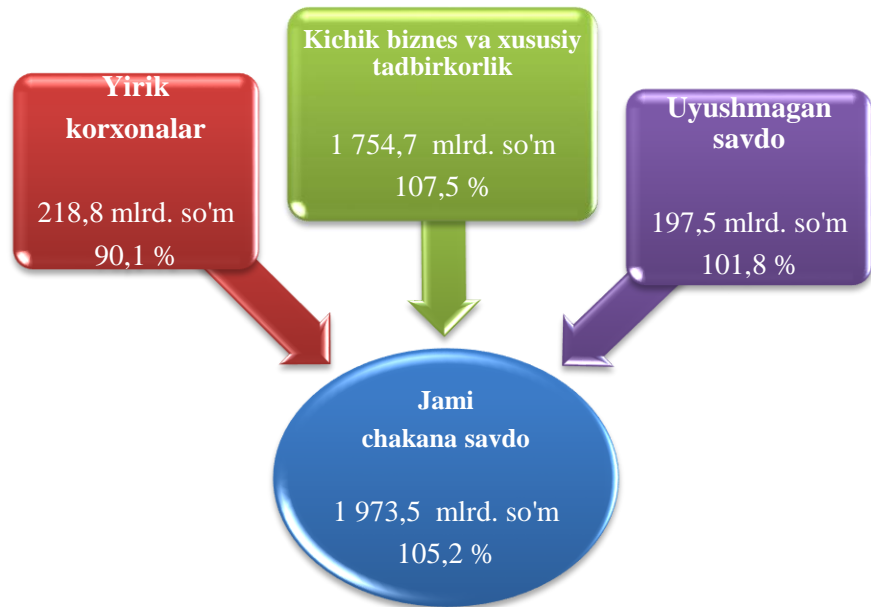 Yirik
korxonalar
218,8 mlrd. so'm
90,1 %
Kichik biznes va xususiy
tadbirkorlik
1 754,7 mlrd. so'm
107,5 %
Uyushmagan
savdo
197,5 mlrd. so'm
101,8 %
Jami
chakana savdo
1 973,5 mlrd. so'm
105,2 %